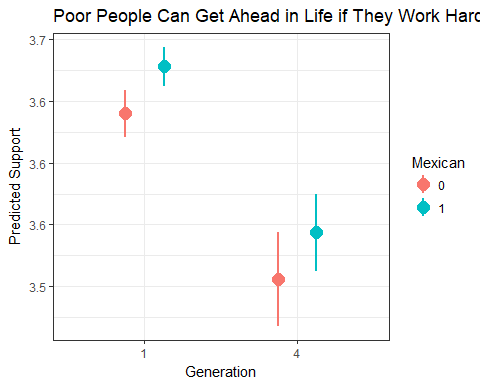 Poor People Can Get Ahead in Life if They Work Hard
3.7
3.6
3.6
3.6
3.5
Predicted Support
1
4
Generation
Mexican
0
1